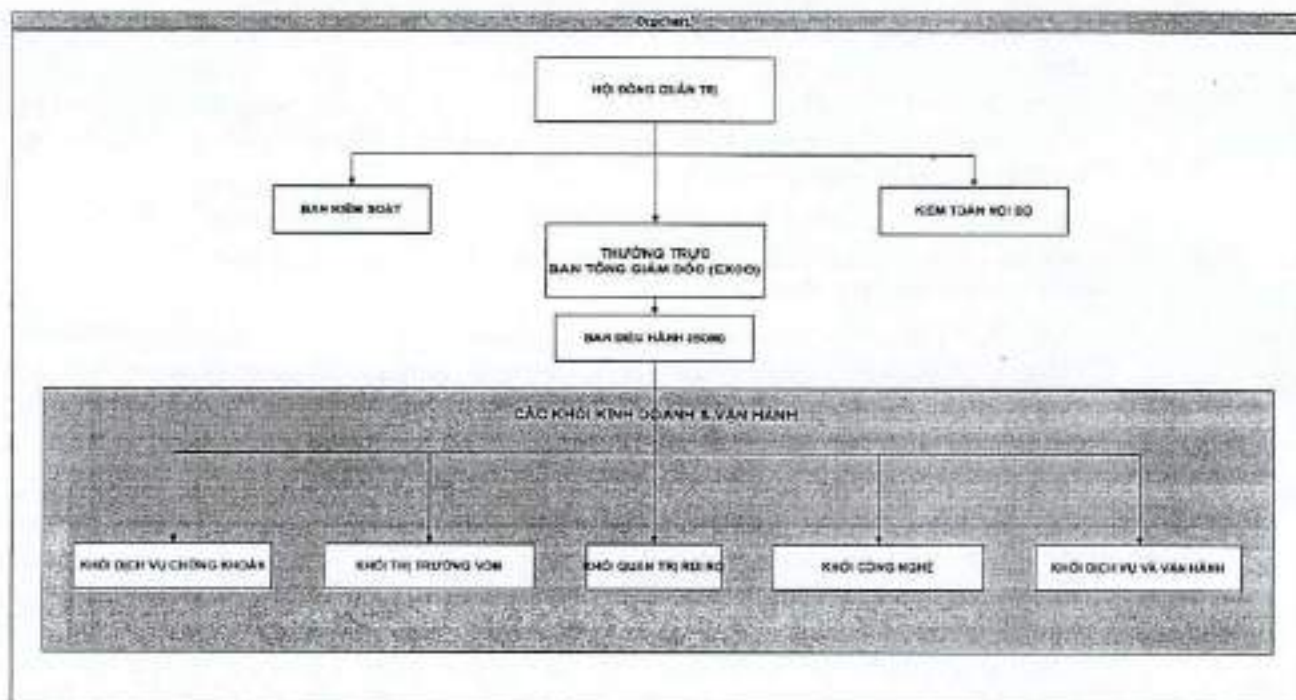 Orgchart
HỘI ĐỒNG QUẢN TRỊ
BAN KIỂM SOÁT
KIỂM TOÁN NỘI BỘ
THƯỜNG TRỰC
BAN TỔNG GIÁM ĐỐC (EXCO)
BAN ĐIỀU HÀNH
CÁC KHỐI KINH DOANH & VẬN HÀNH
KHỐI DỊCH VỤ CHỨNG KHOÁN
KHỐI THỊ TRƯỜNG VỐN
KHỐI QUẢN TRỊ RỦI RO
KHỐI CÔNG NGHỆ
KHỐI DỊCH VỤ VÀ VẬN HÀNH